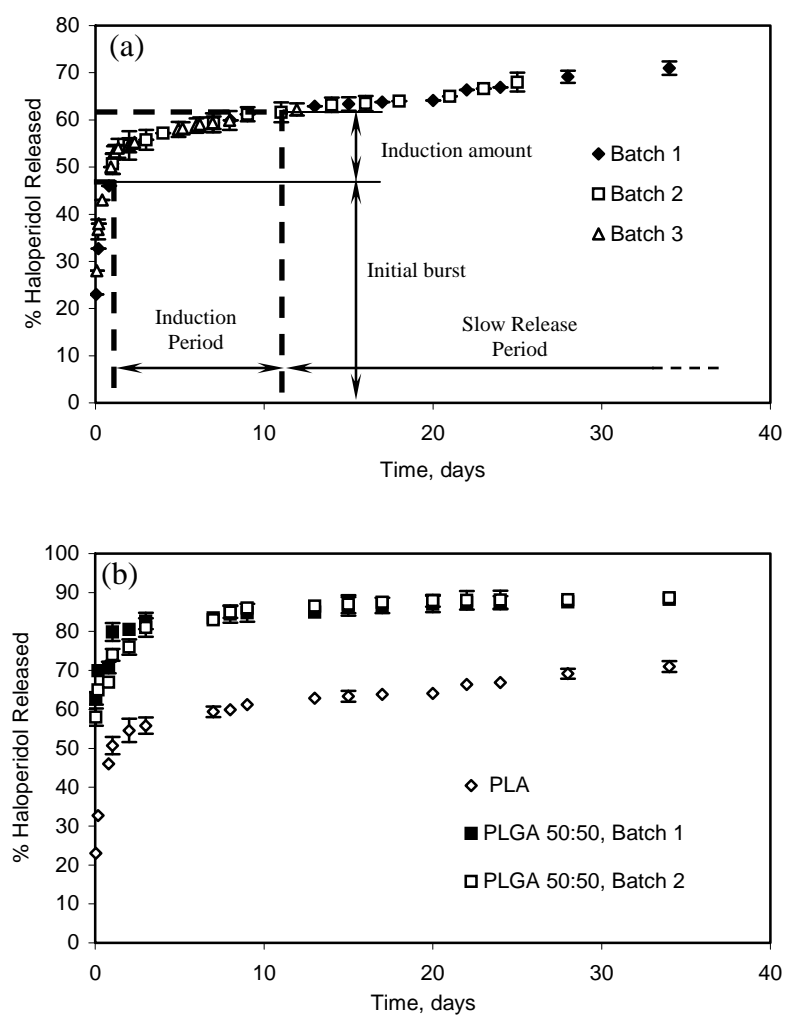 (a)
80
70
60
50
40
30
20
10
0
% Haloperidol Released
Induction amount
Batch 1
Batch 2
Batch 3
Initial burst
Induction
Period
Slow Release
Period
0 10 20 30 40
Time, days
(b)
100
90
80
70
60
50
40
30
20
10
0
% Haloperidol Released
PLA
PLGA 50:50, Batch 1
PLGA 50:50, Batch 2
0 10 20 30 40
Time, days